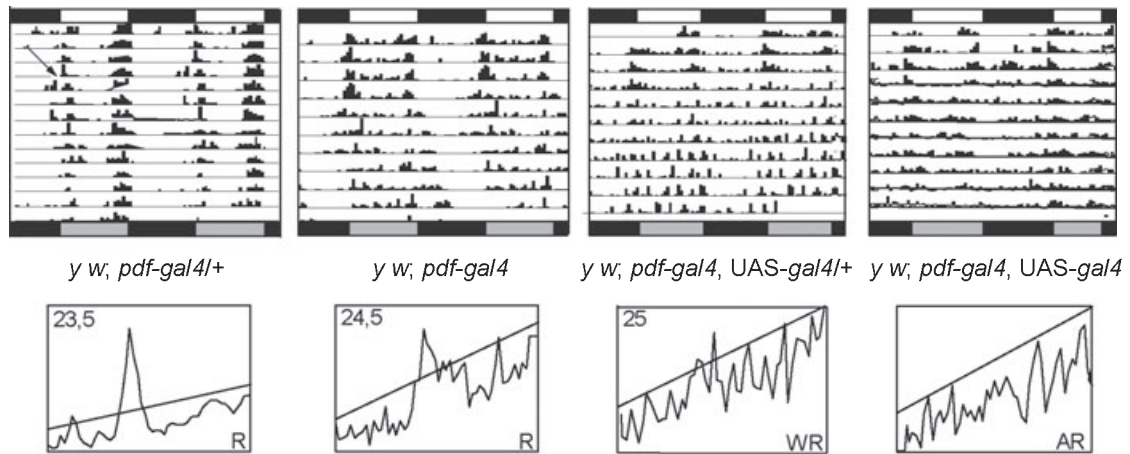 y w; pdf-gal4/+ y w; pdf-gal4 y w; pdf-gal4, UAS-gal4/+ y w; pdf-gal4, UAS-gal4
23,5 24,5 25
R R WR AR